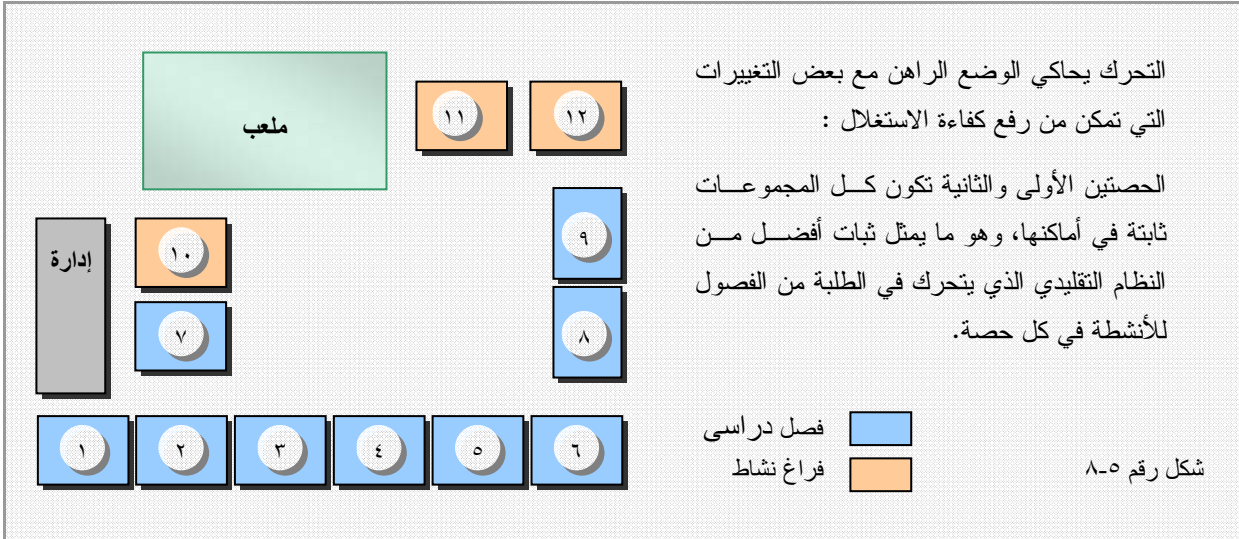 التحرك يحاكي الوضع الراهن مع بعض التغييرات
التي تمكن من رفع كفاءة الاستغلال :
الحصتين الأولى والثانية تكون كل المجموعات
ثابتة في أماكنها، وهو ما يمثل ثبات أفضل من
النظام التقليدي الذي يتحرك في الطلبة من الفصول
للأنشطة في كل حصة.
ملعب
١١
١٢
٩
إدارة
١٠
٧
٨
١
٢
٣
٤
٥
٦
فصل دراسى
فراغ نشاط
شكل رقم ٥-٨